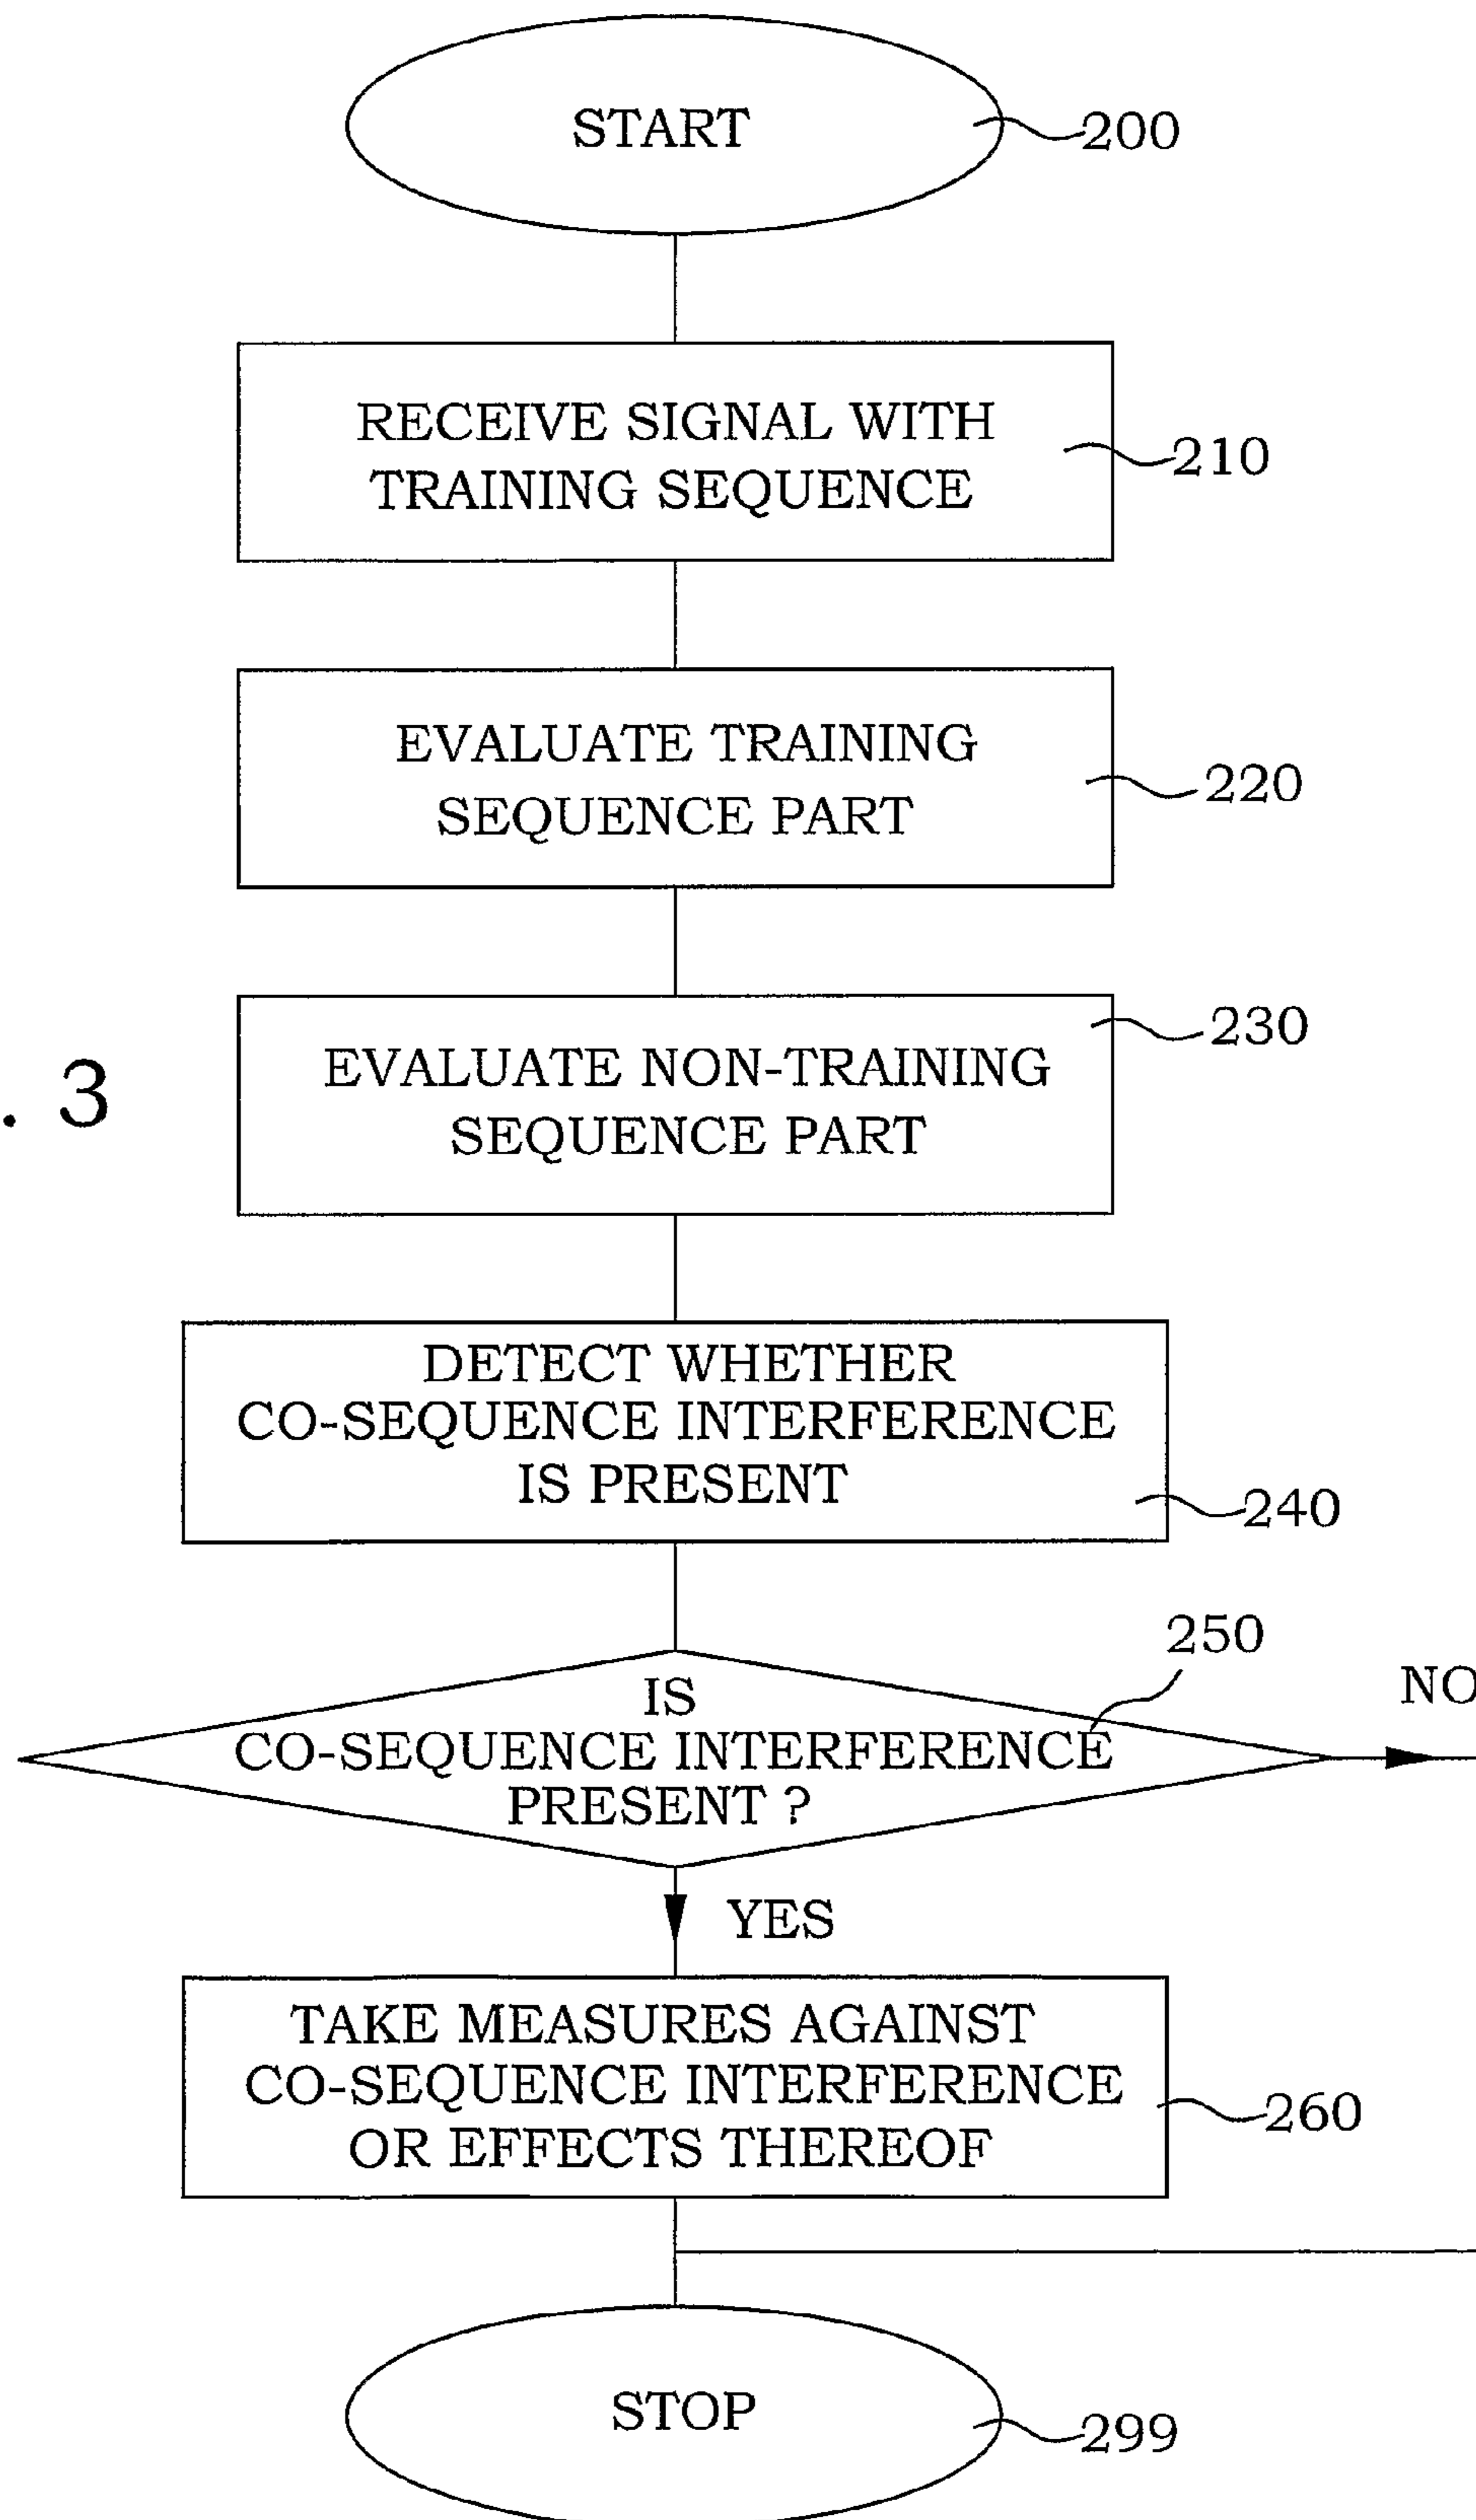 START
200
RECEIVE SIGNAL WITH
TRAINING SEQUENCE
210
EVALUATE TRAINING
SEQUENCE PART
220
230
EVALUATE NON-TRAINING
SEQUENCE PART
. 3
DETECT WHETHER
CO-SEQUENCE INTERFERENCE
IS PRESENT
240
250
IS
CO-SEQUENCE INTERFERENCE
PRESENT ?
NO
YES
TAKE MEASURES AGAINST
CO-SEQUENCE INTERFERENCE
OR EFFECTS THEREOF
260
STOP
299